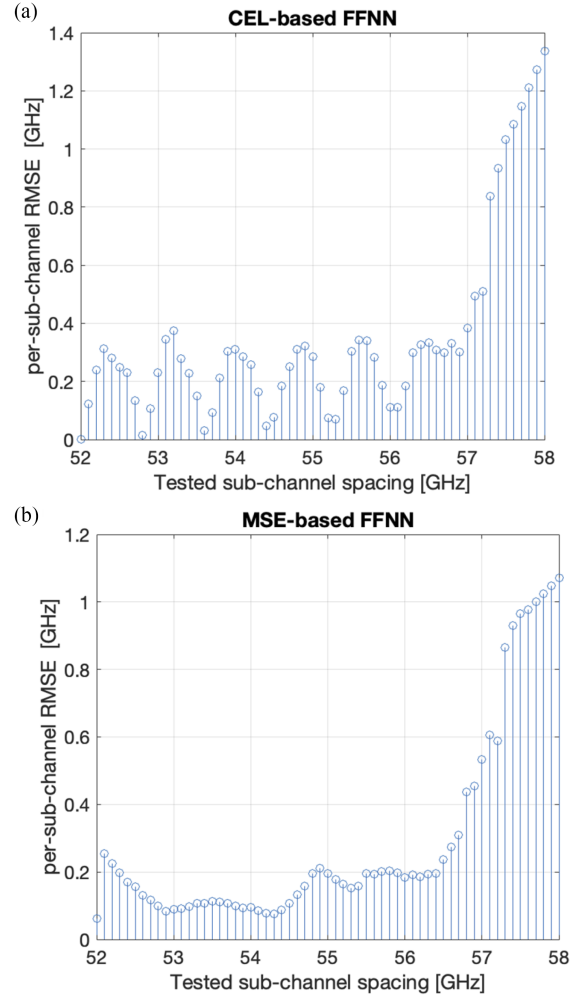 (a)
CEL-based FFNN
per-sub-channel RMSE [GHz]
1.4
1.2
1
0.8
0.6
0.4
0.2
0
52 53 54 55 56 57 58
Tested sub-channel spacing [GHz]
(b)
MSE-based FFNN
per-sub-channel RMSE [GHz]
1.2
1
0.8
0.6
0.4
0.2
0
52 53 54 55 56 57 58
Tested sub-channel spacing [GHz]